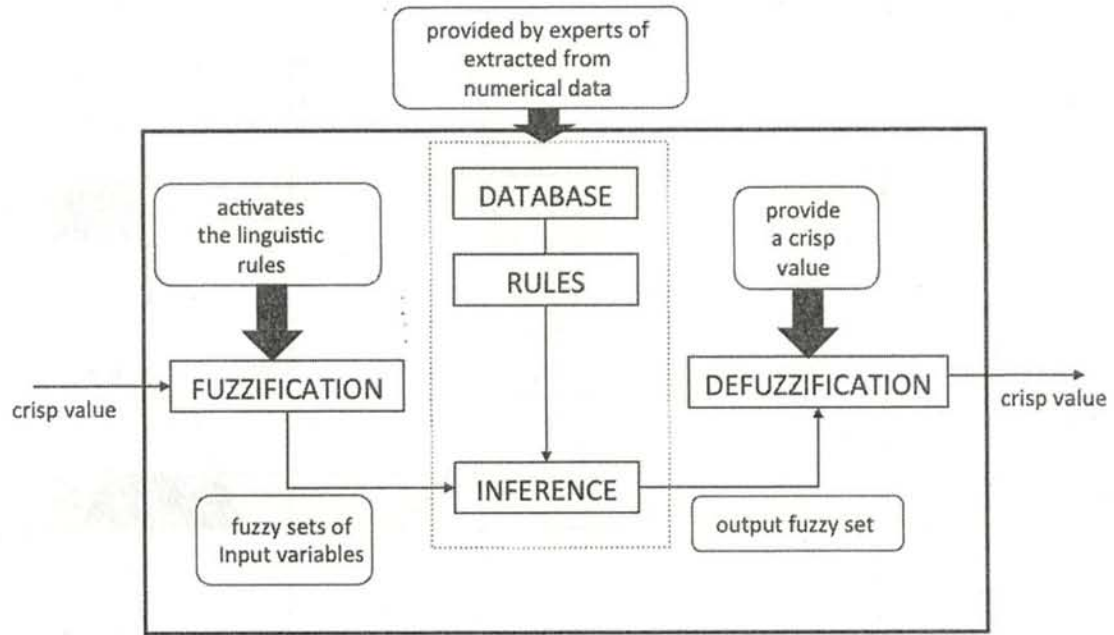 provided by experts of
extracted from
numerical data
DATABASE
activates
the linguistic
rules
provide
a crisp
value
RULES
FUZZIFICATION
DEFUZZIFICATION
crisp value
crisp value
INFERENCE
fuzzy sets of
Input variables
output fuzzy set